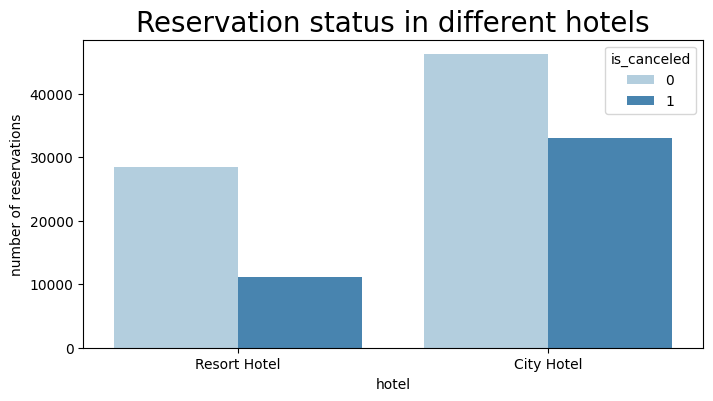 Reservation status in different hotels
number of reservations
40000
30000
20000
10000
0
is_canceled
0
1
Resort Hotel
City Hotel
hotel